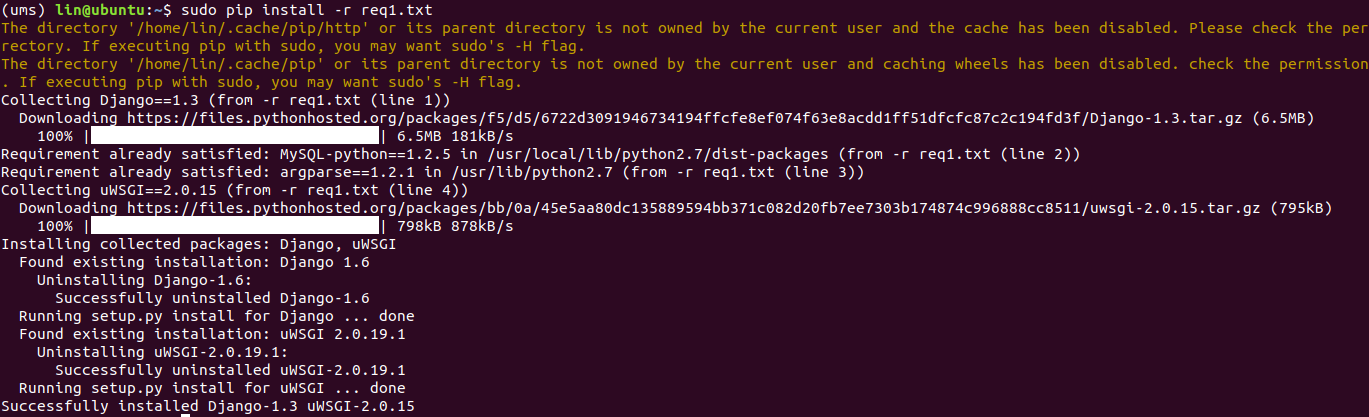 (ums) lin@ubuntu:~$ sudo pip install -r req1.txt
The directory '/home/lin/.cache/pip/http' or its parent directory is not owned by the current user and the cache has been disabled. Please check the per
rectory. If executing pip with sudo, you may want sudo's -H flag.
The directory '/home/lin/.cache/pip' or its parent directory is not owned by the current user and caching wheels has been disabled. check the permission
. If executing pip with sudo, you may want sudo's -H flag.
Collecting Django==1.3 (from -r req1.txt (line 1))
  Downloading https://files.pythonhosted.org/packages/f5/d5/6722d3091946734194ffcfe8ef074f63e8acdd1ff51dfcfc87c2c194fd3f/Django-1.3.tar.gz (6.5MB)
    100% |████████████████████████████████| 6.5MB 181kB/s
Requirement already satisfied: MySQL-python==1.2.5 in /usr/local/lib/python2.7/dist-packages (from -r req1.txt (line 2))
Requirement already satisfied: argparse==1.2.1 in /usr/lib/python2.7 (from -r req1.txt (line 3))
Collecting uWSGI==2.0.15 (from -r req1.txt (line 4))
  Downloading https://files.pythonhosted.org/packages/bb/0a/45e5aa80dc135889594bb371c082d20fb7ee7303b174874c996888cc8511/uwsgi-2.0.15.tar.gz (795kB)
    100% |████████████████████████████████| 798kB 878kB/s
Installing collected packages: Django, uWSGI
  Found existing installation: Django 1.6
    Uninstalling Django-1.6:
      Successfully uninstalled Django-1.6
  Running setup.py install for Django ... done
  Found existing installation: uWSGI 2.0.19.1
    Uninstalling uWSGI-2.0.19.1:
      Successfully uninstalled uWSGI-2.0.19.1
  Running setup.py install for uWSGI ... done
Successfully installed Django-1.3 uWSGI-2.0.15